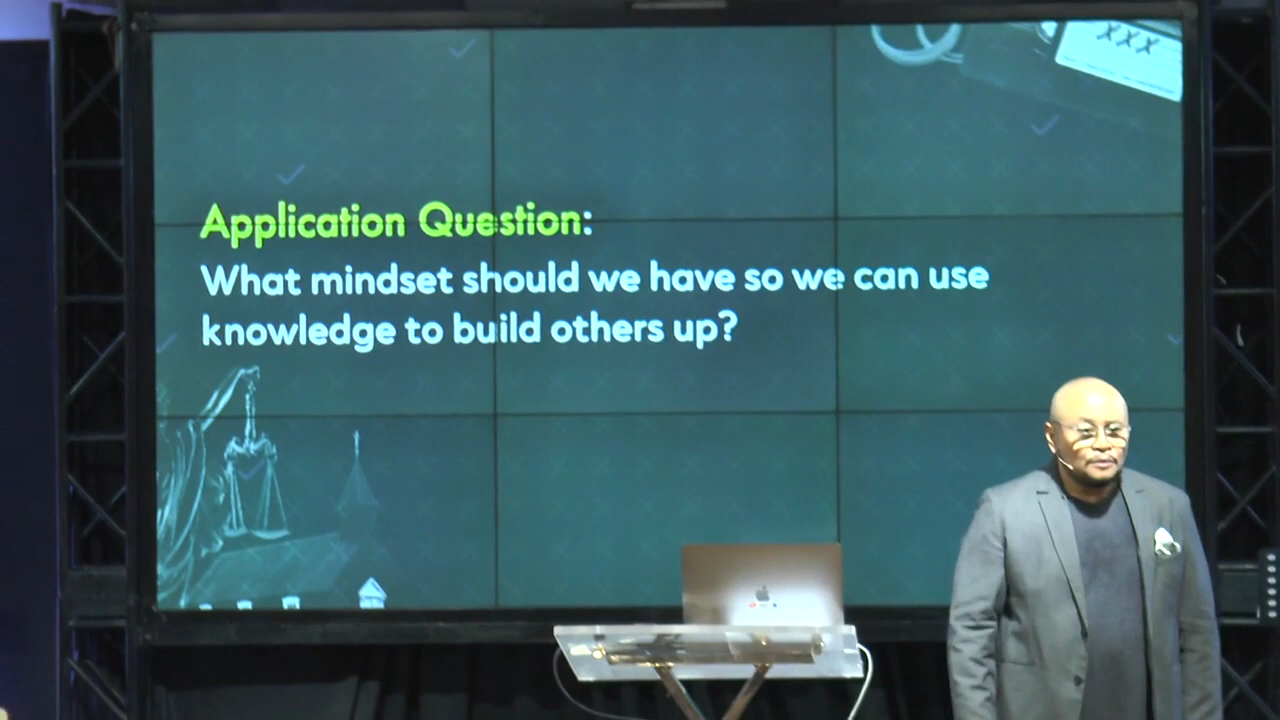 XXX
Application Question:
What mindset should we have so we can use
knowledge to build others up?